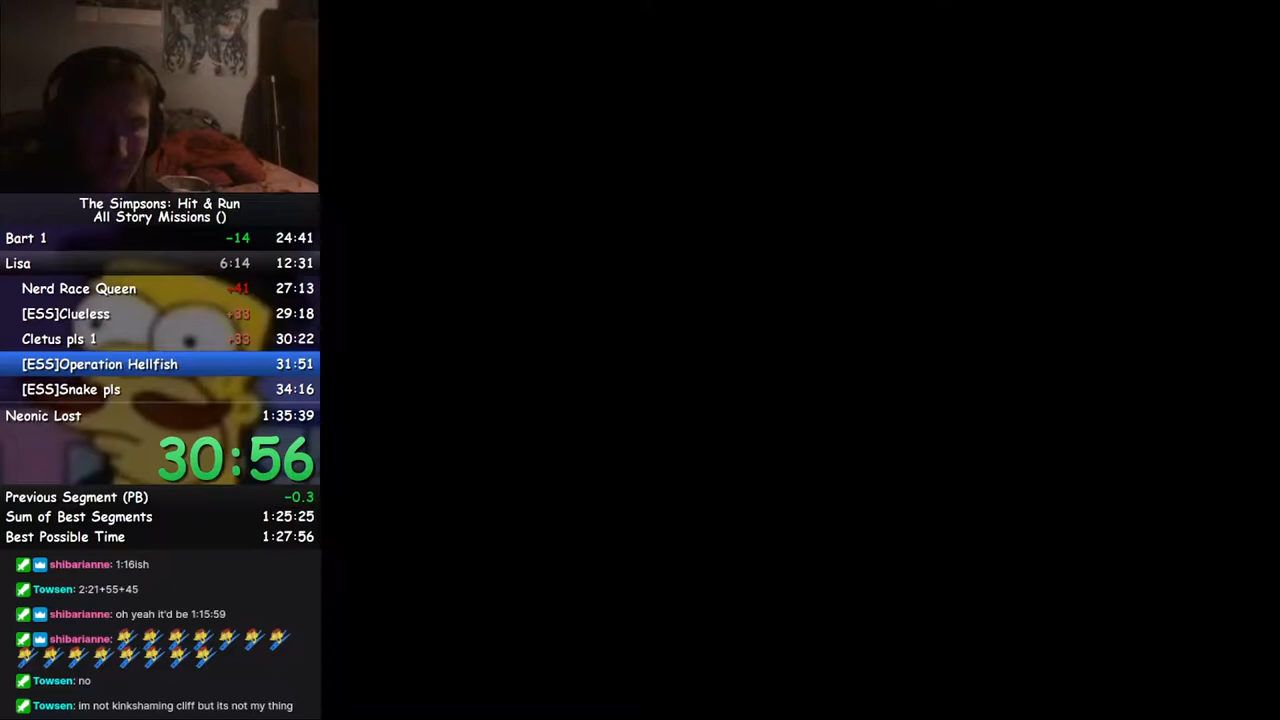 The Simpsons: Hit & Run
All Story Missions ()
Bart 1 -14 24:41
Lisa 6:14 12:31
Nerd Race Queen +41 27:13
[ESS]Clueless +33 29:18
Cletus pls 1 +33 30:22
[ESS]Operation Hellfish 31:51
[ESS]Snake pls 34:16
Neonic Lost 1:35:39
30:56
Previous Segment (PB) -0.3
Sum of Best Segments 1:25:25
Best Possible Time 1:27:56
shibarianne: 1:16ish
Towsen: 2:21+55+45
shibarianne: oh yeah it'd be 1:15:59
shibarianne:
Towsen: no
Towsen: im not kinkshaming cliff but its not my thing